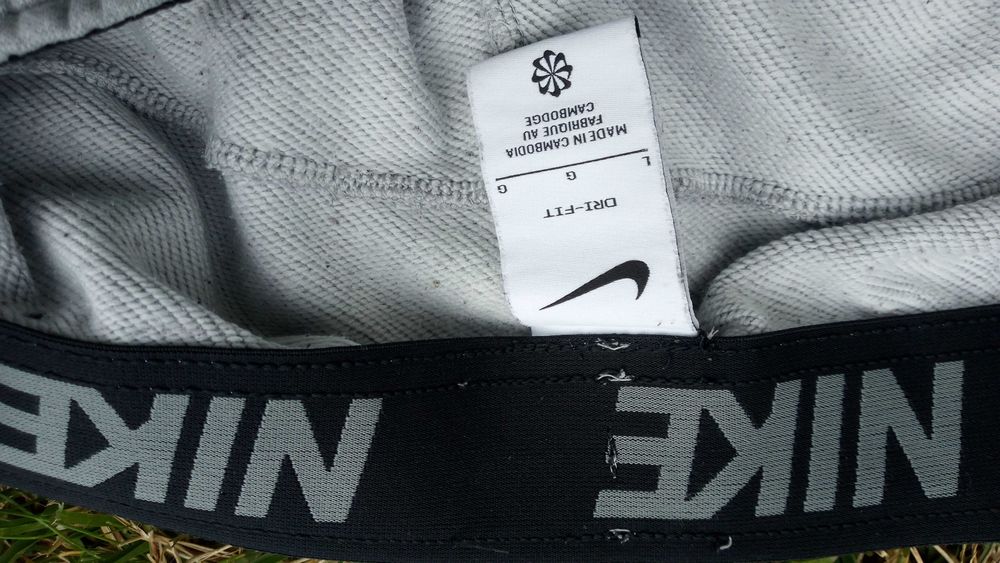 NIKE NIKE
DRI-FIT
L G G
MADE IN CAMBODIA
FABRIQUE AU
CAMBODGE